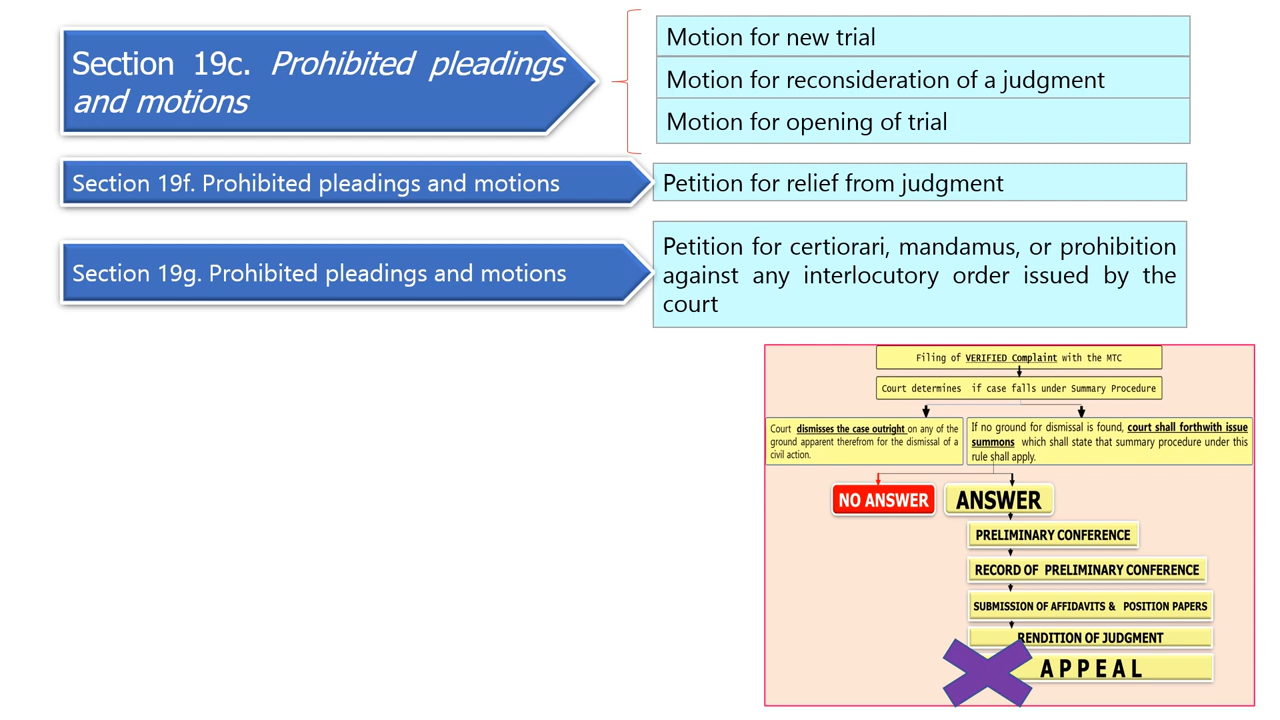 Section 19c. Prohibited pleadings
and motions
Motion for new trial
Motion for reconsideration of a judgment
Motion for opening of trial
Section 19f. Prohibited pleadings and motions
Petition for relief from judgment
Section 19g. Prohibited pleadings and motions
Petition for certiorari, mandamus, or prohibition
against any interlocutory order issued by the
court
Filing of VERIFIED Complaint with the MTC
Court determines if case falls under Summary Procedure
Court dismisses the case outright on any of the
ground apparent therefrom for the dismissal of a
civil action.
If no ground for dismissal is found, court shall forthwith issue
summons which shall state that summary procedure under this
rule shall apply.
NO ANSWER
ANSWER
PRELIMINARY CONFERENCE
RECORD OF PRELIMINARY CONFERENCE
SUBMISSION OF AFFIDAVITS & POSITION PAPERS
RENDITION OF JUDGMENT
APPEAL